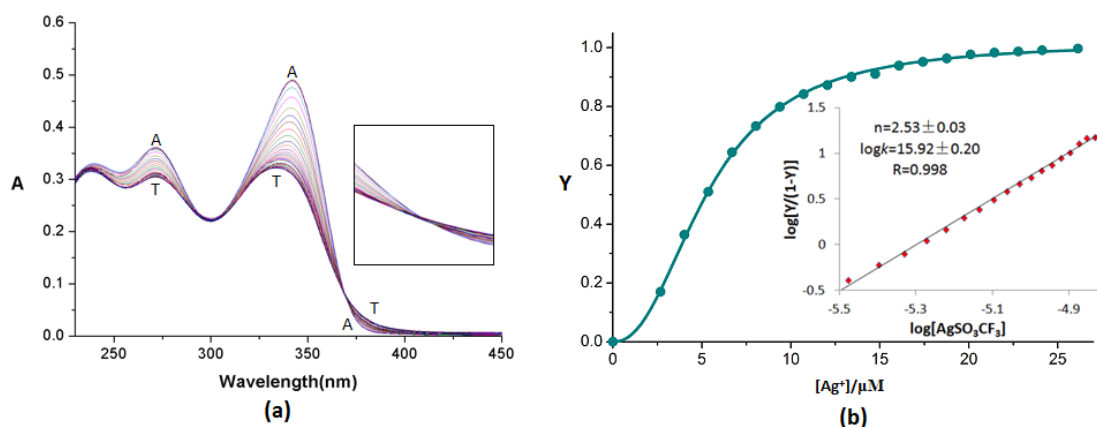 0.6
0.5
0.4
0.3
0.2
0.1
0.0
A
A
A
T
T
A
T
250 300 350 400 450
Wavelength(nm)
(a)
1.0
0.8
0.6
0.4
0.2
0.0
Y
0 5 10 15 20 25
[Ag⁺]/μM
(b)
1.5
1
0.5
0
-0.5
log[Y/(1-Y)]
n=2.53±0.03
logk=15.92±0.20
R=0.998
-5.5 -5.3 -5.1 -4.9
log[AgSO₃CF₃]